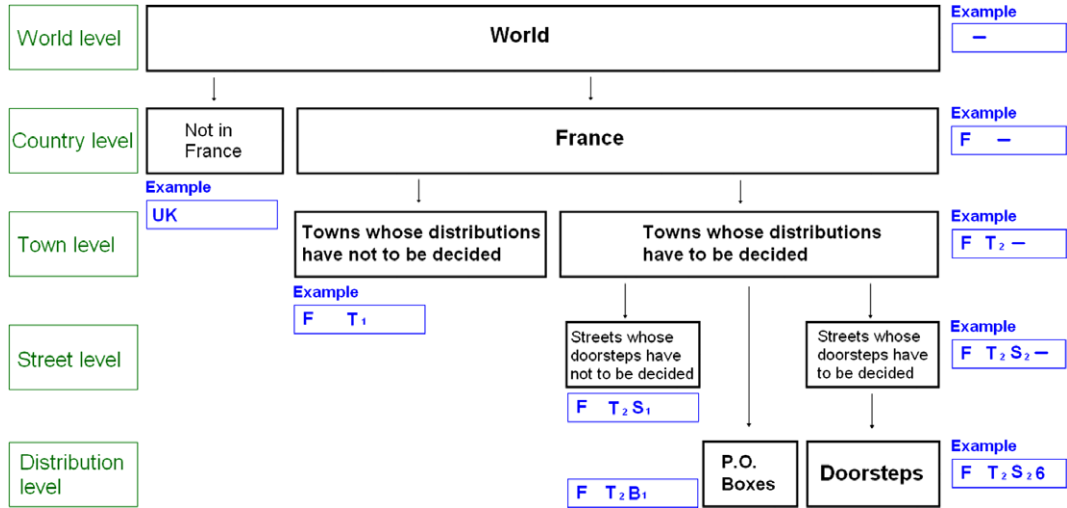 Example
World level
World
—
Example
Country level
Not in
France
France
F —
Example
UK
Example
Town level
Towns whose distributions
have not to be decided
Towns whose distributions
have to be decided
F T₂ —
Example
F T₁
Example
Street level
Streets whose
doorsteps have
not to be decided
Streets whose
doorsteps have
to be decided
F T₂ S₂ —
F T₂ S₁
Example
Distribution
level
F T₂ B₁
P.O.
Boxes
Doorsteps
F T₂ S₂ 6